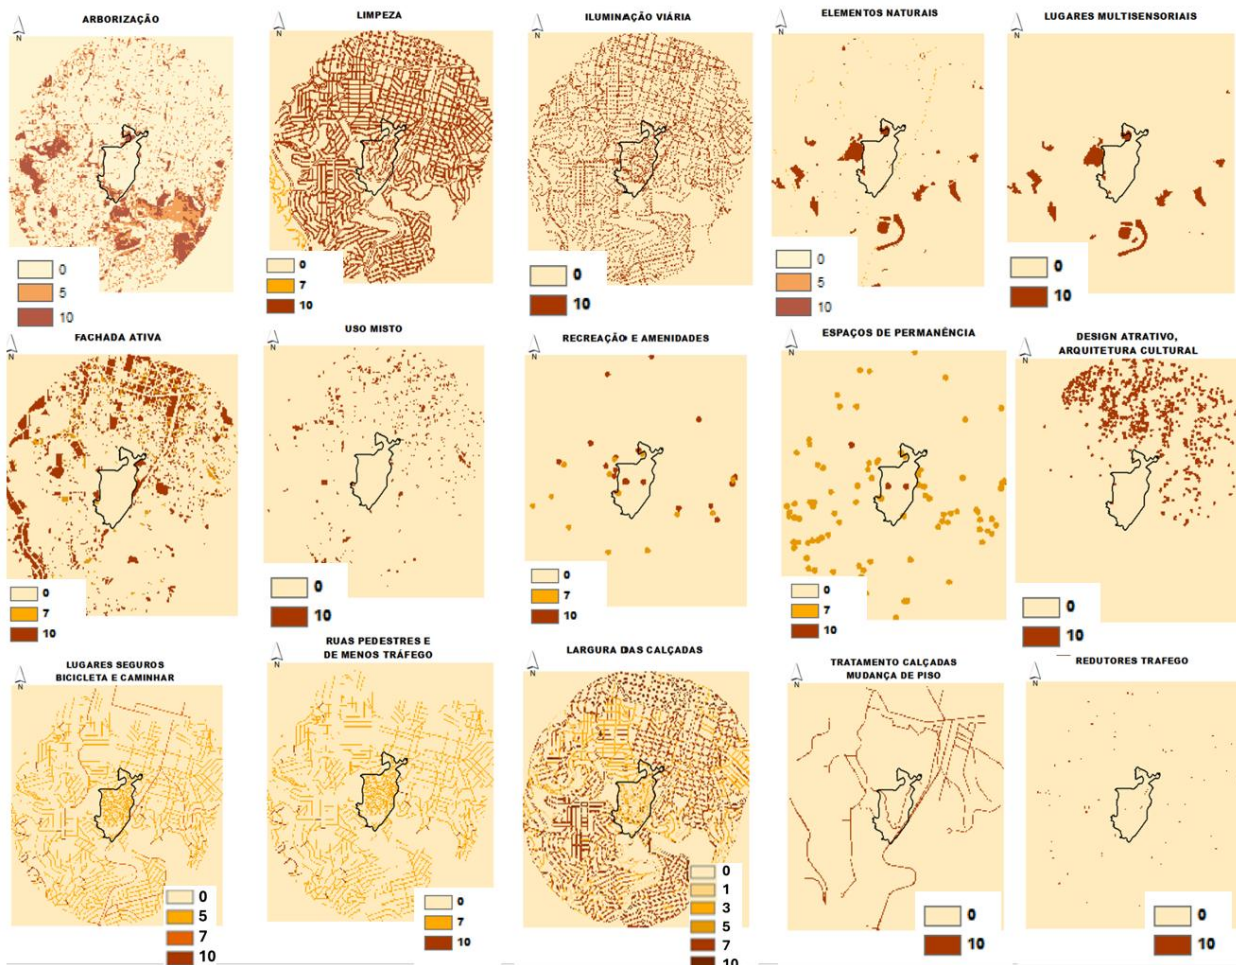 ARBORIZAÇÃO
N
0
5
10
LIMPEZA
N
0
7
10
ILUMINAÇÃO VIÁRIA
N
0
10
ELEMENTOS NATURAIS
N
0
5
10
LUGARES MULTISENSORIAIS
N
0
10
FACHADA ATIVA
N
0
7
10
USO MISTO
N
0
10
RECREAÇÃO E AMENIDADES
N
0
7
10
ESPAÇOS DE PERMANÊNCIA
N
0
7
10
DESIGN ATRATIVO,
ARQUITETURA CULTURAL
N
0
10
LUGARES SEGUROS
BICICLETA E CAMINHAR
N
0
5
7
10
RUAS PEDESTRES E
DE MENOS TRÁFEGO
N
0
7
10
LARGURA DAS CALÇADAS
N
0
1
3
5
7
10
TRATAMENTO CALÇADAS
MUDANÇA DE PISO
N
0
10
REDUTORES TRAFEGO
N
0
10